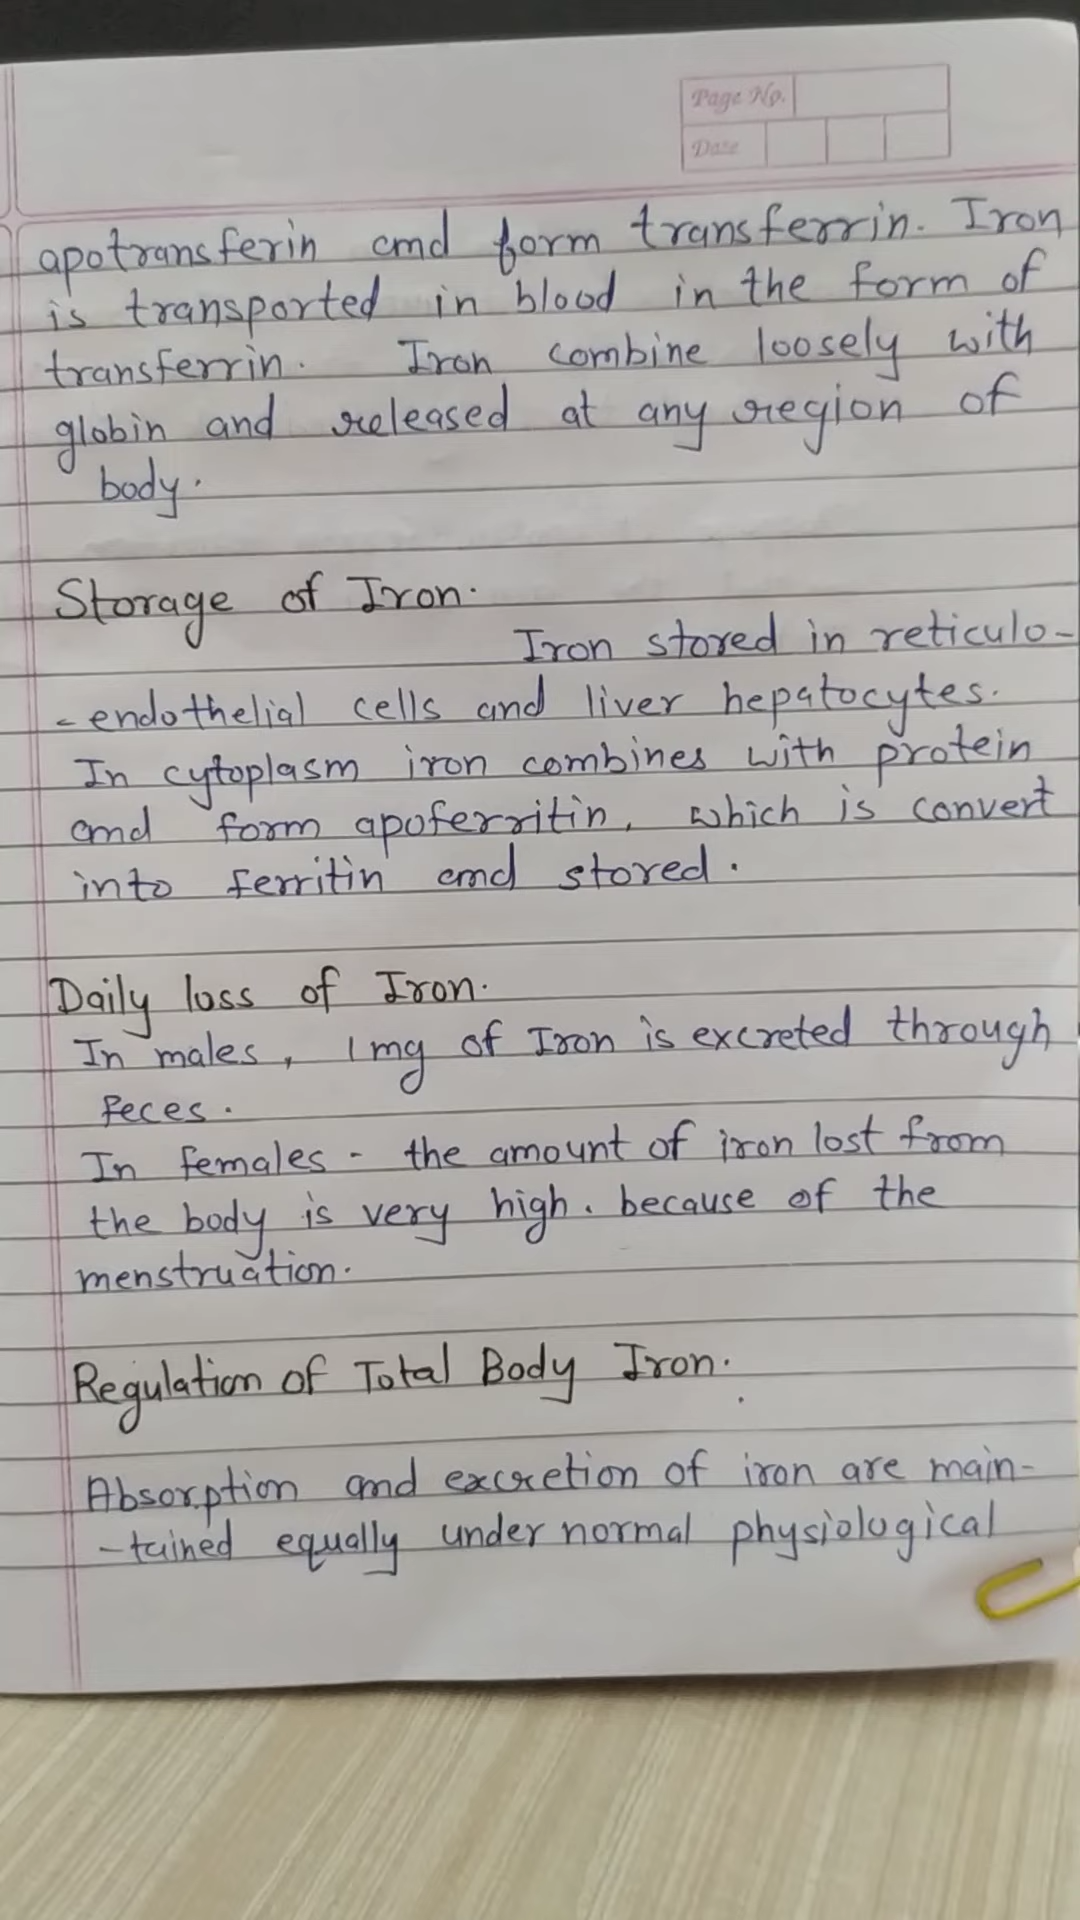 Page No.
Date
apotransferin and form transferrin. Iron
is transported in blood in the form of
transferrin. Iron combine loosely with
globin and released at any region of
body.
Storage of Iron.
Iron stored in reticulo-
-endothelial cells and liver hepatocytes.
In cytoplasm iron combines with protein
and form apoferritin, which is convert
into ferritin and stored.
Daily loss of Iron.
In males, 1mg of Iron is excreted through
feces.
In females - the amount of iron lost from
the body is very high. because of the
menstruation.
Regulation of Total Body Iron.
Absorption and excretion of iron are main-
-tained equally under normal physiological